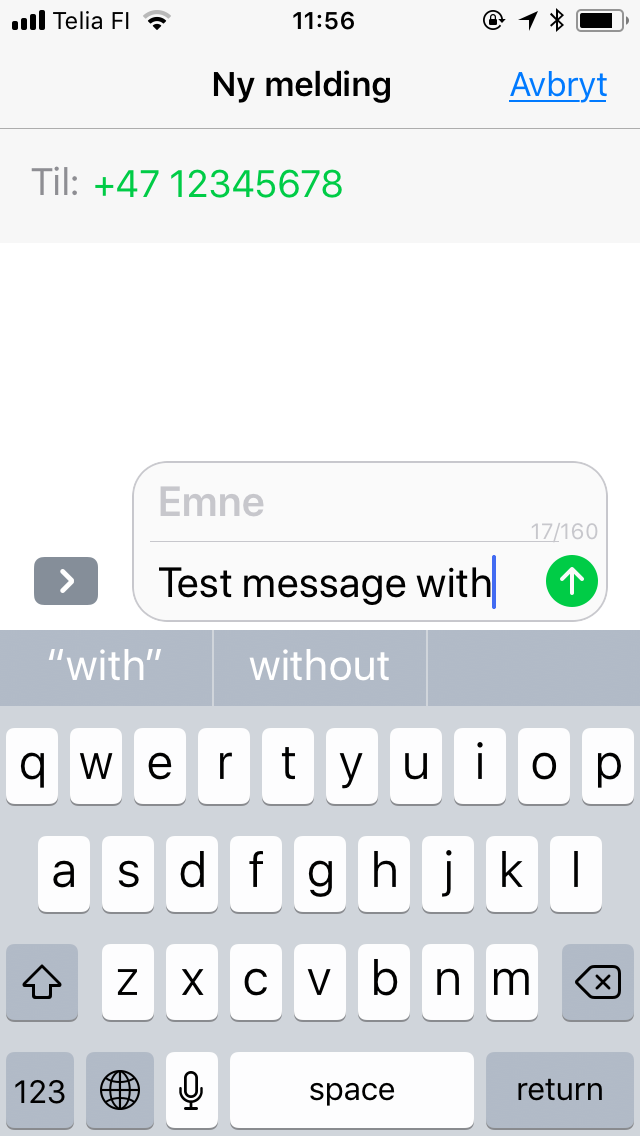 Telia FI 11:56
Ny melding Avbryt
Til: +47 12345678
Emne
17/160
Test message with
“with” without
q w e r t y u i o p
a s d f g h j k l
z x c v b n m
123 space return